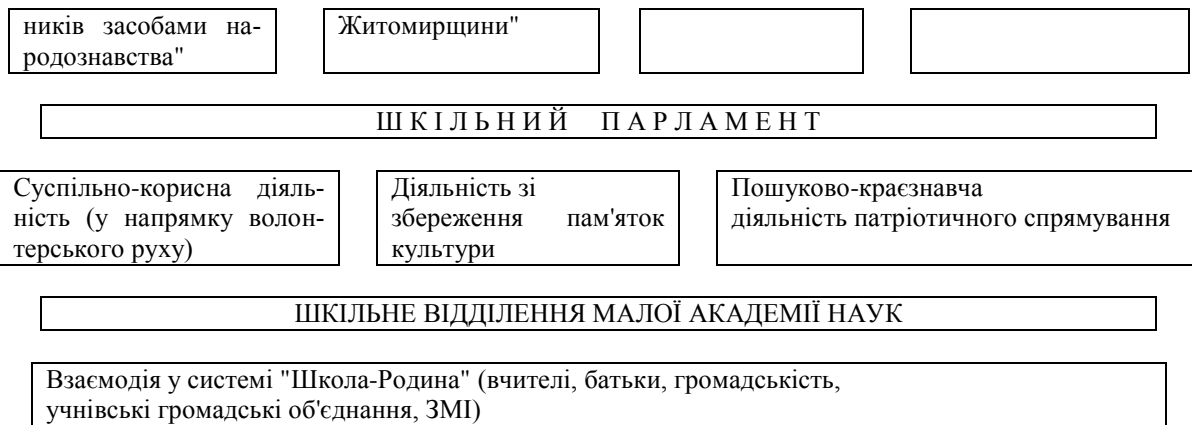 ників засобами на-
родознавства"
Житомирщини"
Ш К І Л Ь Н И Й П А Р Л А М Е Н Т
Суспільно-корисна діяль-
ність (у напрямку волон-
терського руху)
Діяльність зі
збереження пам'яток
культури
Пошуково-краєзнавча
діяльність патріотичного спрямування
ШКІЛЬНЕ ВІДДІЛЕННЯ МАЛОЇ АКАДЕМІЇ НАУК
Взаємодія у системі "Школа-Родина" (вчителі, батьки, громадськість,
учнівські громадські об'єднання, ЗМІ)